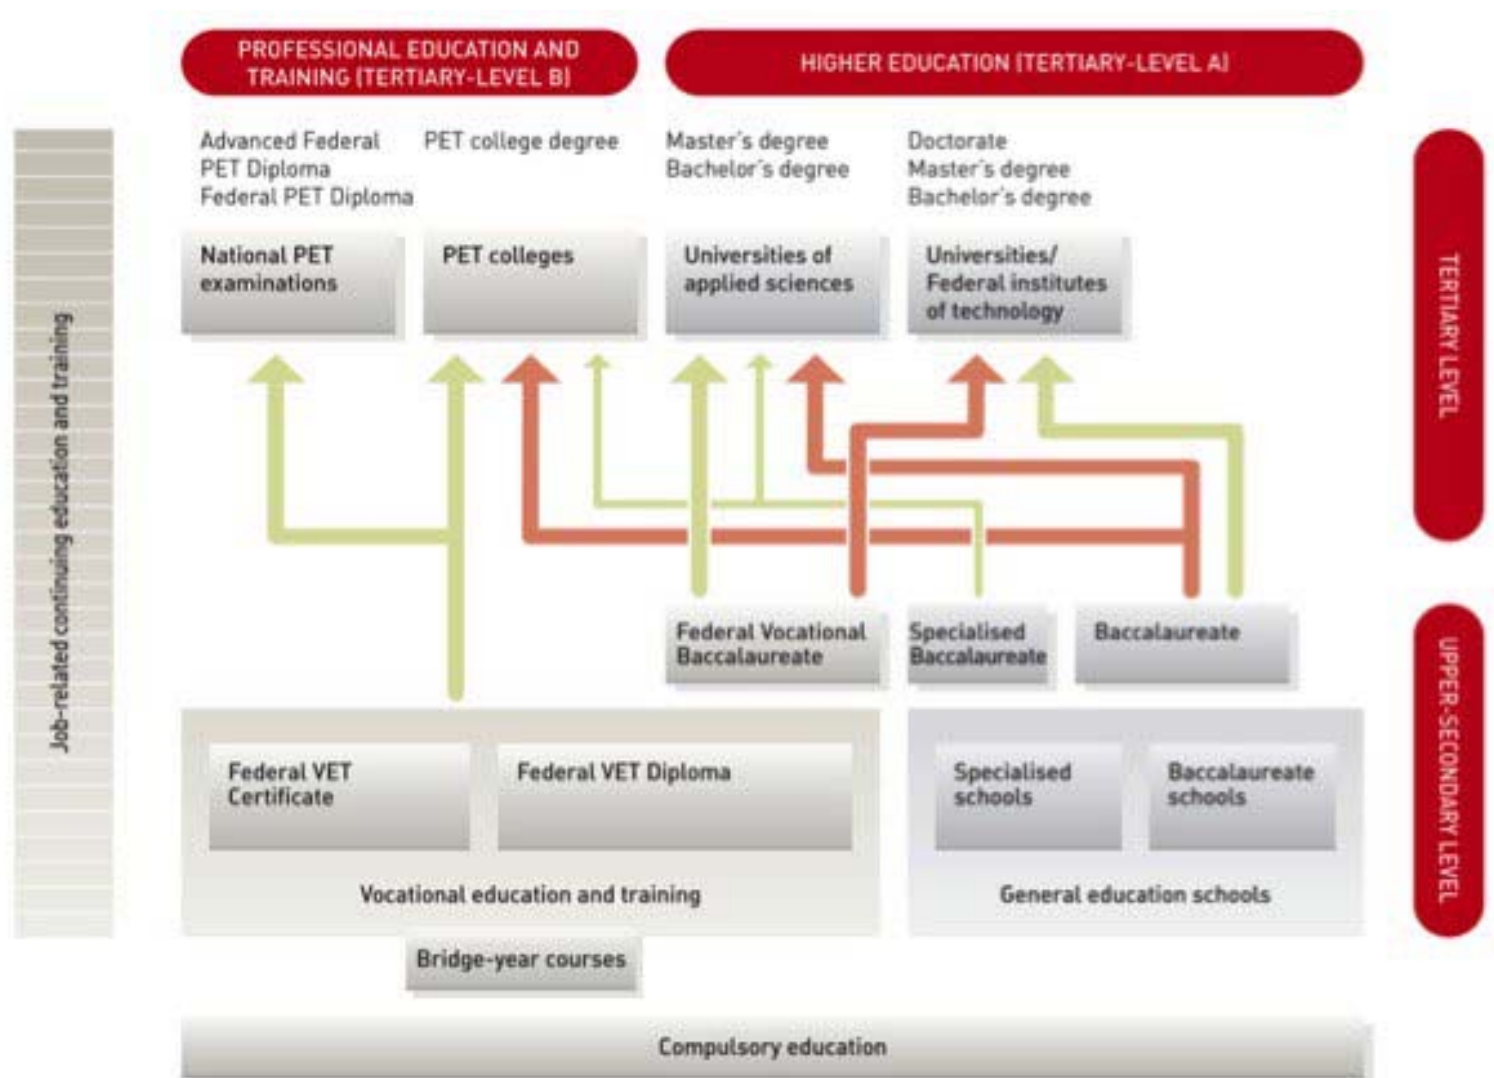 PROFESSIONAL EDUCATION AND
TRAINING (TERTIARY-LEVEL B)
HIGHER EDUCATION (TERTIARY-LEVEL A)
Advanced Federal
PET Diploma
Federal PET Diploma
PET college degree
Master's degree
Bachelor's degree
Doctorate
Master's degree
Bachelor's degree
National PET
examinations
PET colleges
Universities of
applied sciences
Universities/
Federal institutes
of technology
TERTIARY LEVEL
Job-related continuing education and training
Federal Vocational
Baccalaureate
Specialised
Baccalaureate
Baccalaureate
UPPER-SECONDARY LEVEL
Federal VET
Certificate
Federal VET Diploma
Specialised
schools
Baccalaureate
schools
Vocational education and training
General education schools
Bridge-year courses
Compulsory education